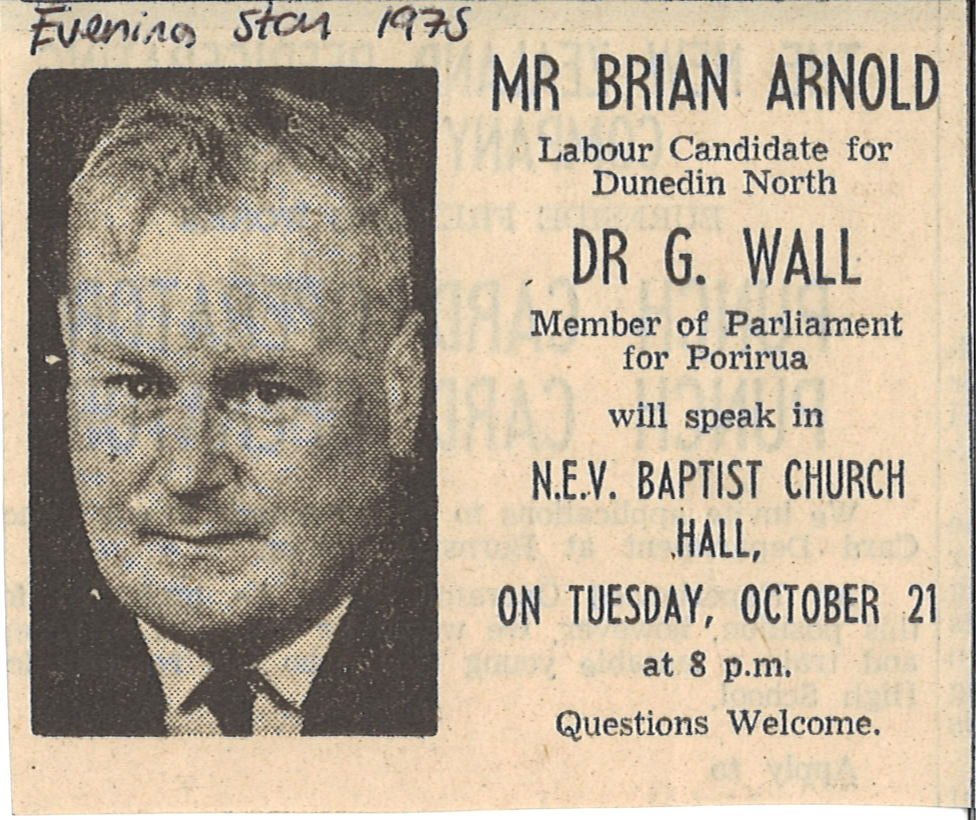 Evening Star 1975
MR BRIAN ARNOLD
Labour Candidate for
Dunedin North
DR G. WALL
Member of Parliament
for Porirua
will speak in
N.E.V. BAPTIST CHURCH
HALL,
ON TUESDAY, OCTOBER 21
at 8 p.m.
Questions Welcome.